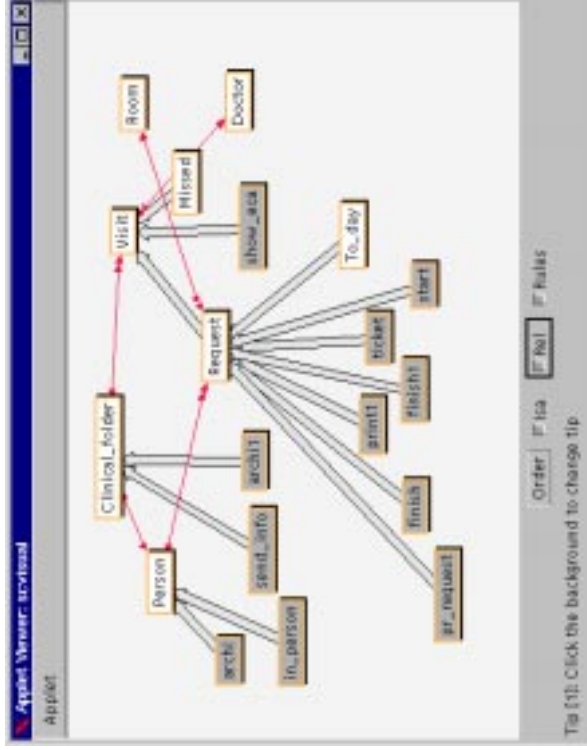 Applet Viewer: scvisual
Applet
Room
Doctor
Visit
Missed
show_aca
Clinical_folder
Request
To_day
Person
archi1
send_info
start
ticket
finish1
print1
finish
pr_request
archi
in_person
Order
Isa
Rel
Rules
Tip [1]: Click the background to change tip